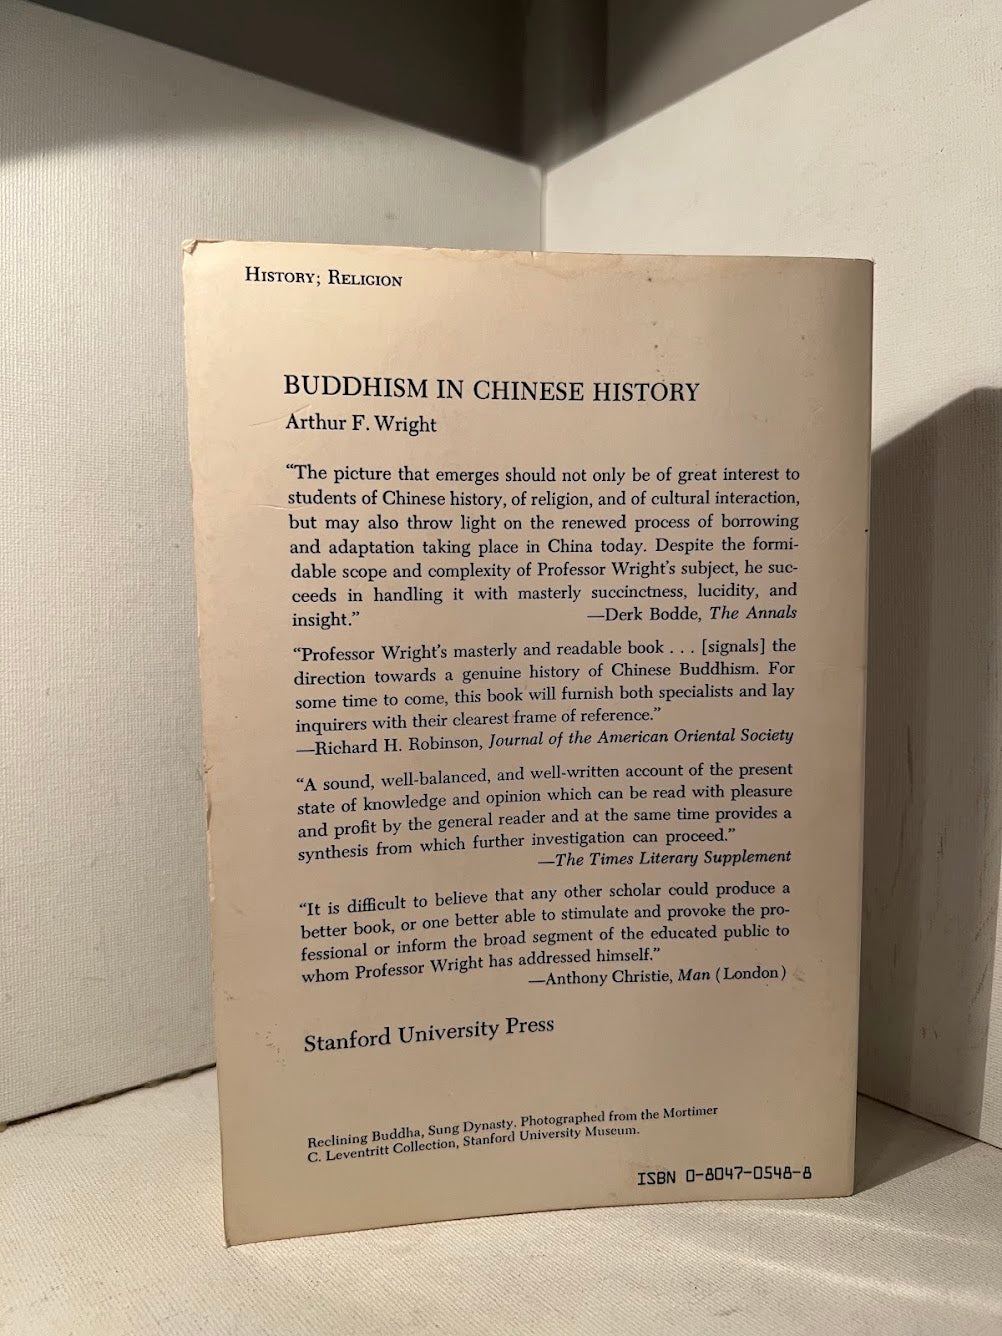 History; Religion
BUDDHISM IN CHINESE HISTORY
Arthur F. Wright
“The picture that emerges should not only be of great interest to
students of Chinese history, of religion, and of cultural interaction,
but may also throw light on the renewed process of borrowing
and adaptation taking place in China today. Despite the formi-
dable scope and complexity of Professor Wright’s subject, he suc-
ceeds in handling it with masterly succinctness, lucidity, and
insight.” —Derk Bodde, The Annals
“Professor Wright’s masterly and readable book . . . [signals] the
direction towards a genuine history of Chinese Buddhism. For
some time to come, this book will furnish both specialists and lay
inquirers with their clearest frame of reference.”
—Richard H. Robinson, Journal of the American Oriental Society
“A sound, well-balanced, and well-written account of the present
state of knowledge and opinion which can be read with pleasure
and profit by the general reader and at the same time provides a
synthesis from which further investigation can proceed.”
—The Times Literary Supplement
“It is difficult to believe that any other scholar could produce a
better book, or one better able to stimulate and provoke the pro-
fessional or inform the broad segment of the educated public to
whom Professor Wright has addressed himself.”
—Anthony Christie, Man (London)
Stanford University Press
Reclining Buddha, Sung Dynasty. Photographed from the Mortimer
C. Leventritt Collection, Stanford University Museum.
ISBN 0-8047-0548-8